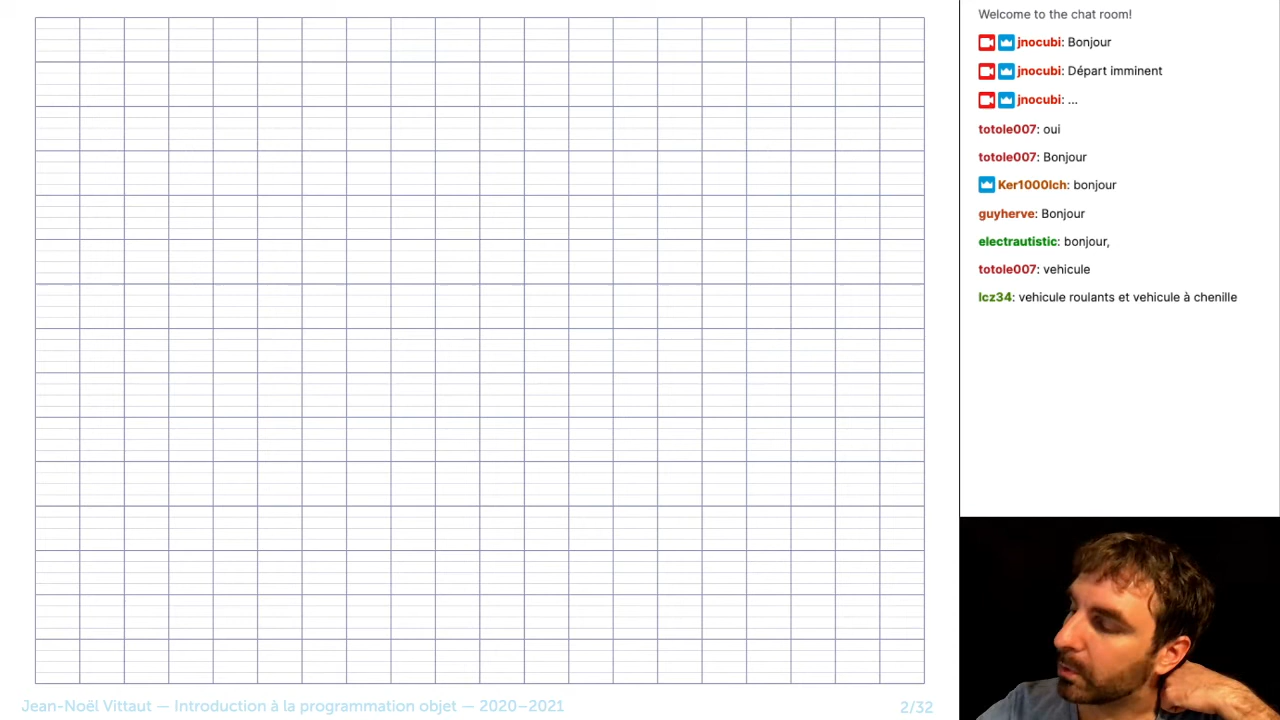 Welcome to the chat room!
jnocubi: Bonjour
jnocubi: Départ imminent
jnocubi: ...
totole007: oui
totole007: Bonjour
Ker1000lch: bonjour
guyherve: Bonjour
electrautistic: bonjour,
totole007: vehicule
lcz34: vehicule roulants et vehicule à chenille
Jean-Noël Vittaut — Introduction à la programmation objet — 2020–2021
2/32